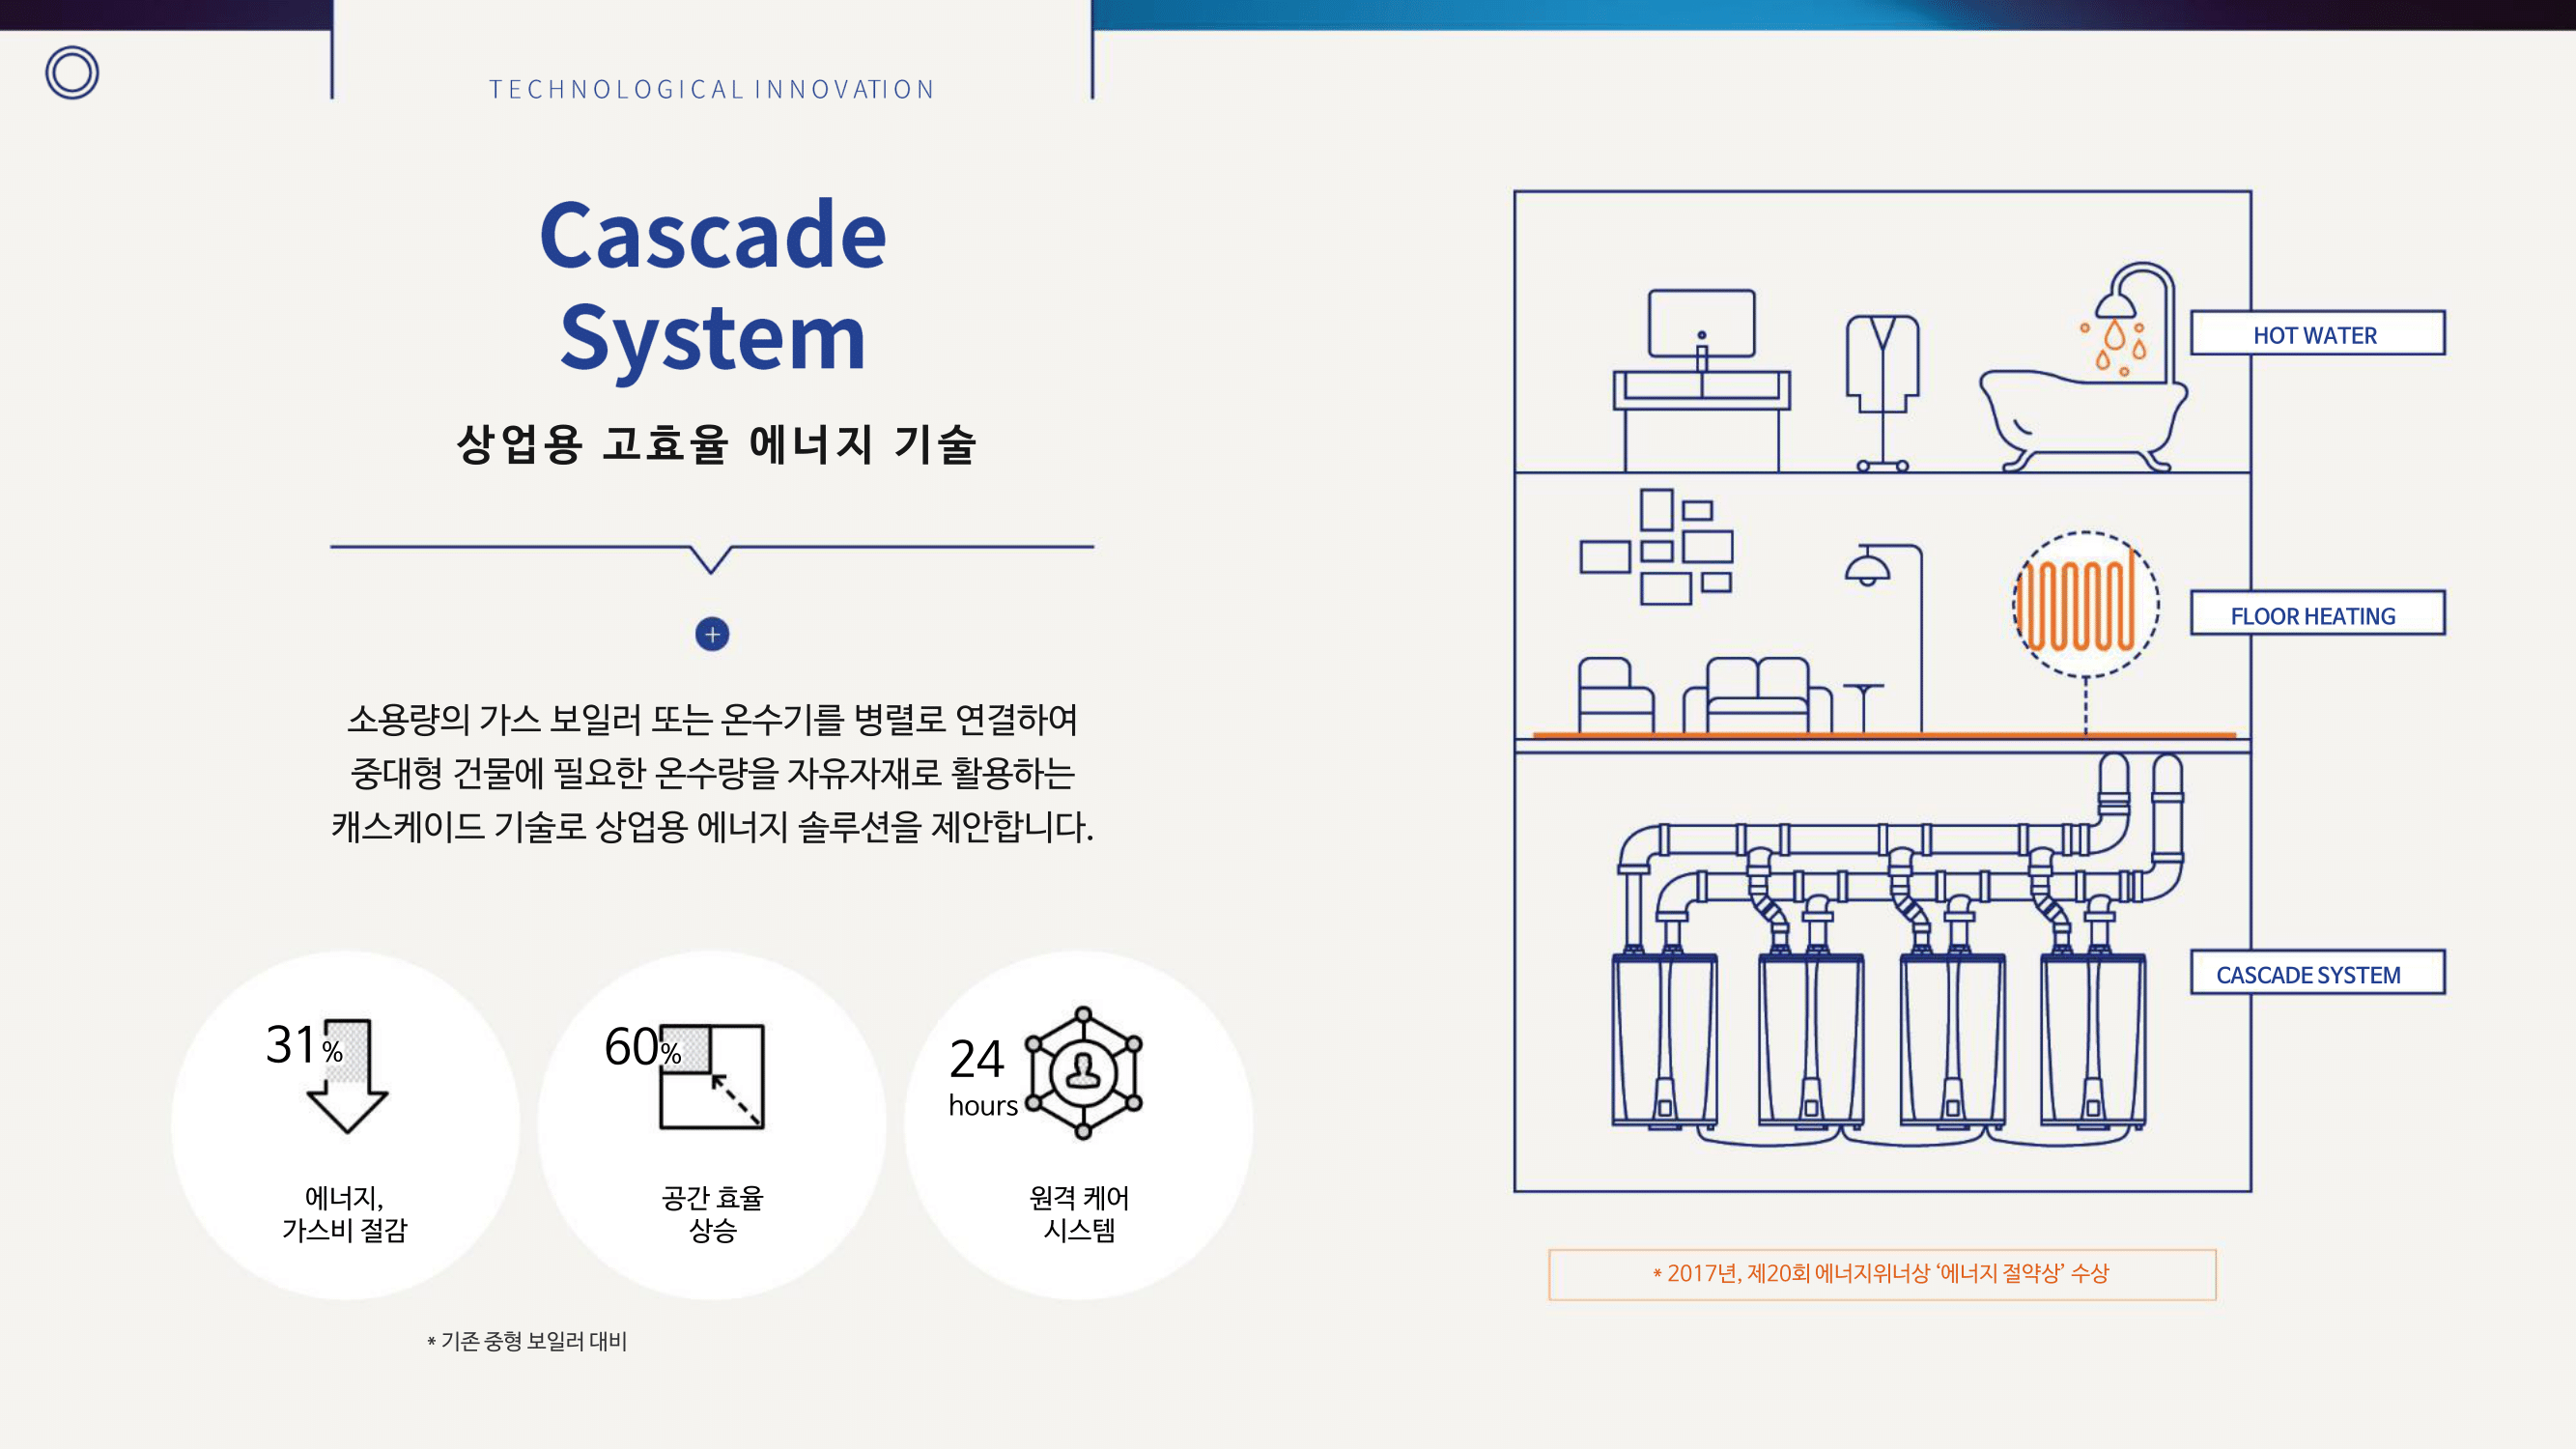 TECHNOLOGICAL INNOVATION
Cascade
System
상업용 고효율 에너지 기술
소용량의 가스 보일러 또는 온수기를 병렬로 연결하여
중대형 건물에 필요한 온수량을 자유자재로 활용하는
캐스케이드 기술로 상업용 에너지 솔루션을 제안합니다.
31%
에너지,
가스비 절감
60%
공간 효율
상승
24
hours
원격 케어
시스템
* 기존 중형 보일러 대비
HOT WATER
FLOOR HEATING
CASCADE SYSTEM
* 2017년, 제20회 에너지위너상 ‘에너지 절약상’ 수상